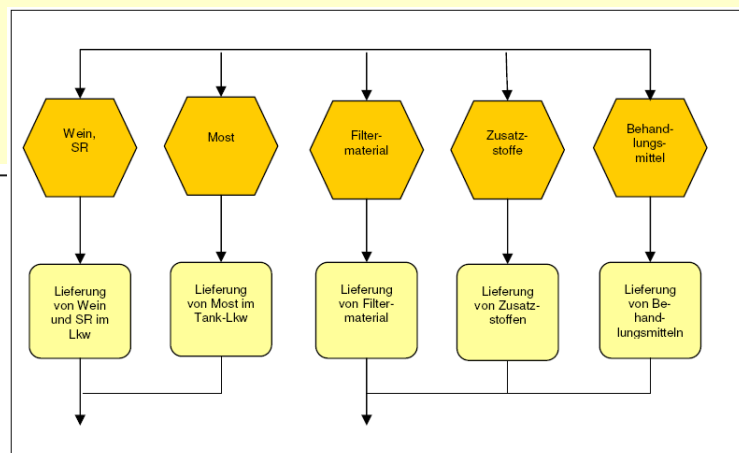 Wein,
SR
Most
Filter-
material
Zusatz-
stoffe
Behand-
lungs-
mittel
Lieferung
von Wein
und SR im
Lkw
Lieferung
von Most im
Tank-Lkw
Lieferung
von Filter-
material
Lieferung
von Zusatz-
stoffen
Lieferung
von Be-
hand-
lungsmitteln